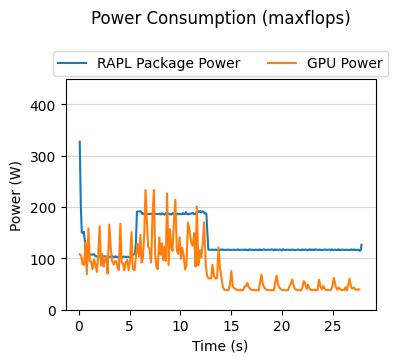 Power Consumption (maxflops)
RAPL Package Power
GPU Power
400
300
200
100
0
Power (W)
0
5
10
15
20
25
Time (s)